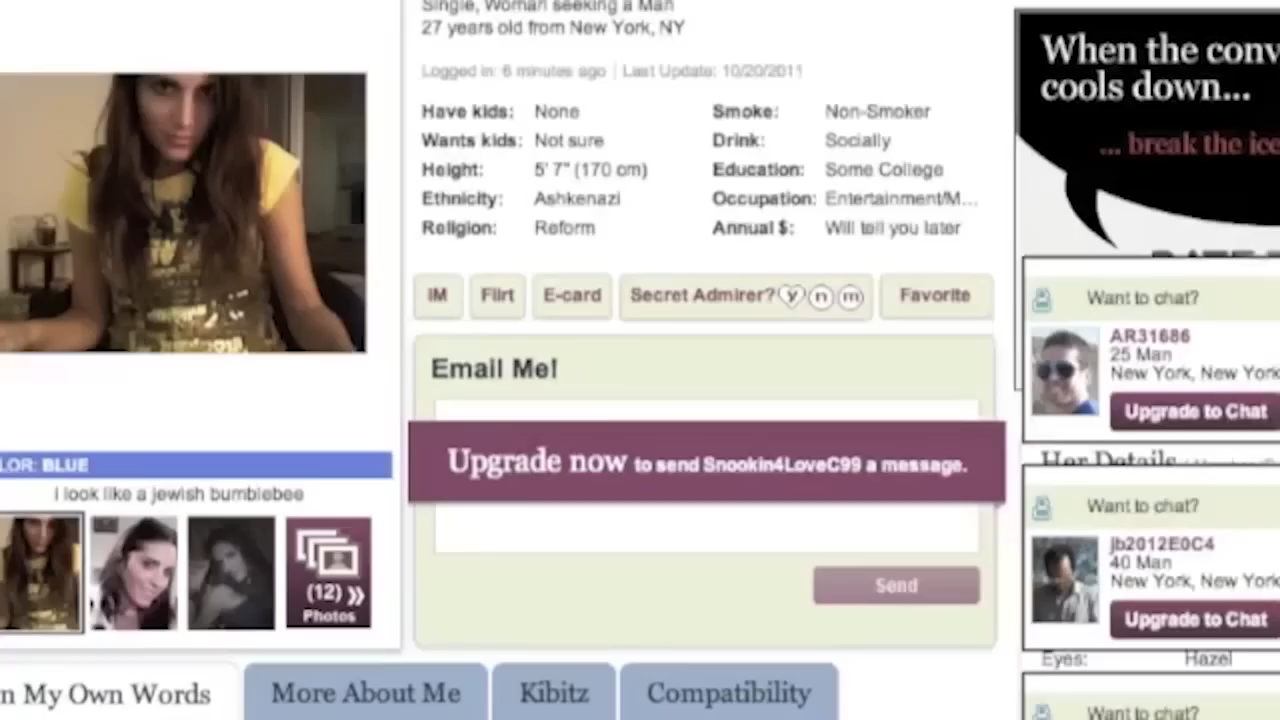 Single, Woman seeking a Man
27 years old from New York, NY
Logged in: 6 minutes ago | Last Update: 10/20/2011
Have kids: None
Wants kids: Not sure
Height: 5' 7" (170 cm)
Ethnicity: Ashkenazi
Religion: Reform
Smoke: Non-Smoker
Drink: Socially
Education: Some College
Occupation: Entertainment/M...
Annual $: Will tell you later
IM
Flirt
E-card
Secret Admirer? y n m
Favorite
Email Me!
Upgrade now to send Snookin4LoveC99 a message.
Send
LOR: BLUE
I look like a jewish bumblebee
(12) »
Photos
n My Own Words
More About Me
Kibitz
Compatibility
When the conv
cools down...
... break the ice
Want to chat?
AR31686
25 Man
New York, New York
Upgrade to Chat
Her Details
Want to chat?
jb2012E0C4
40 Man
New York, New York
Upgrade to Chat
Eyes: Hazel
Want to chat?